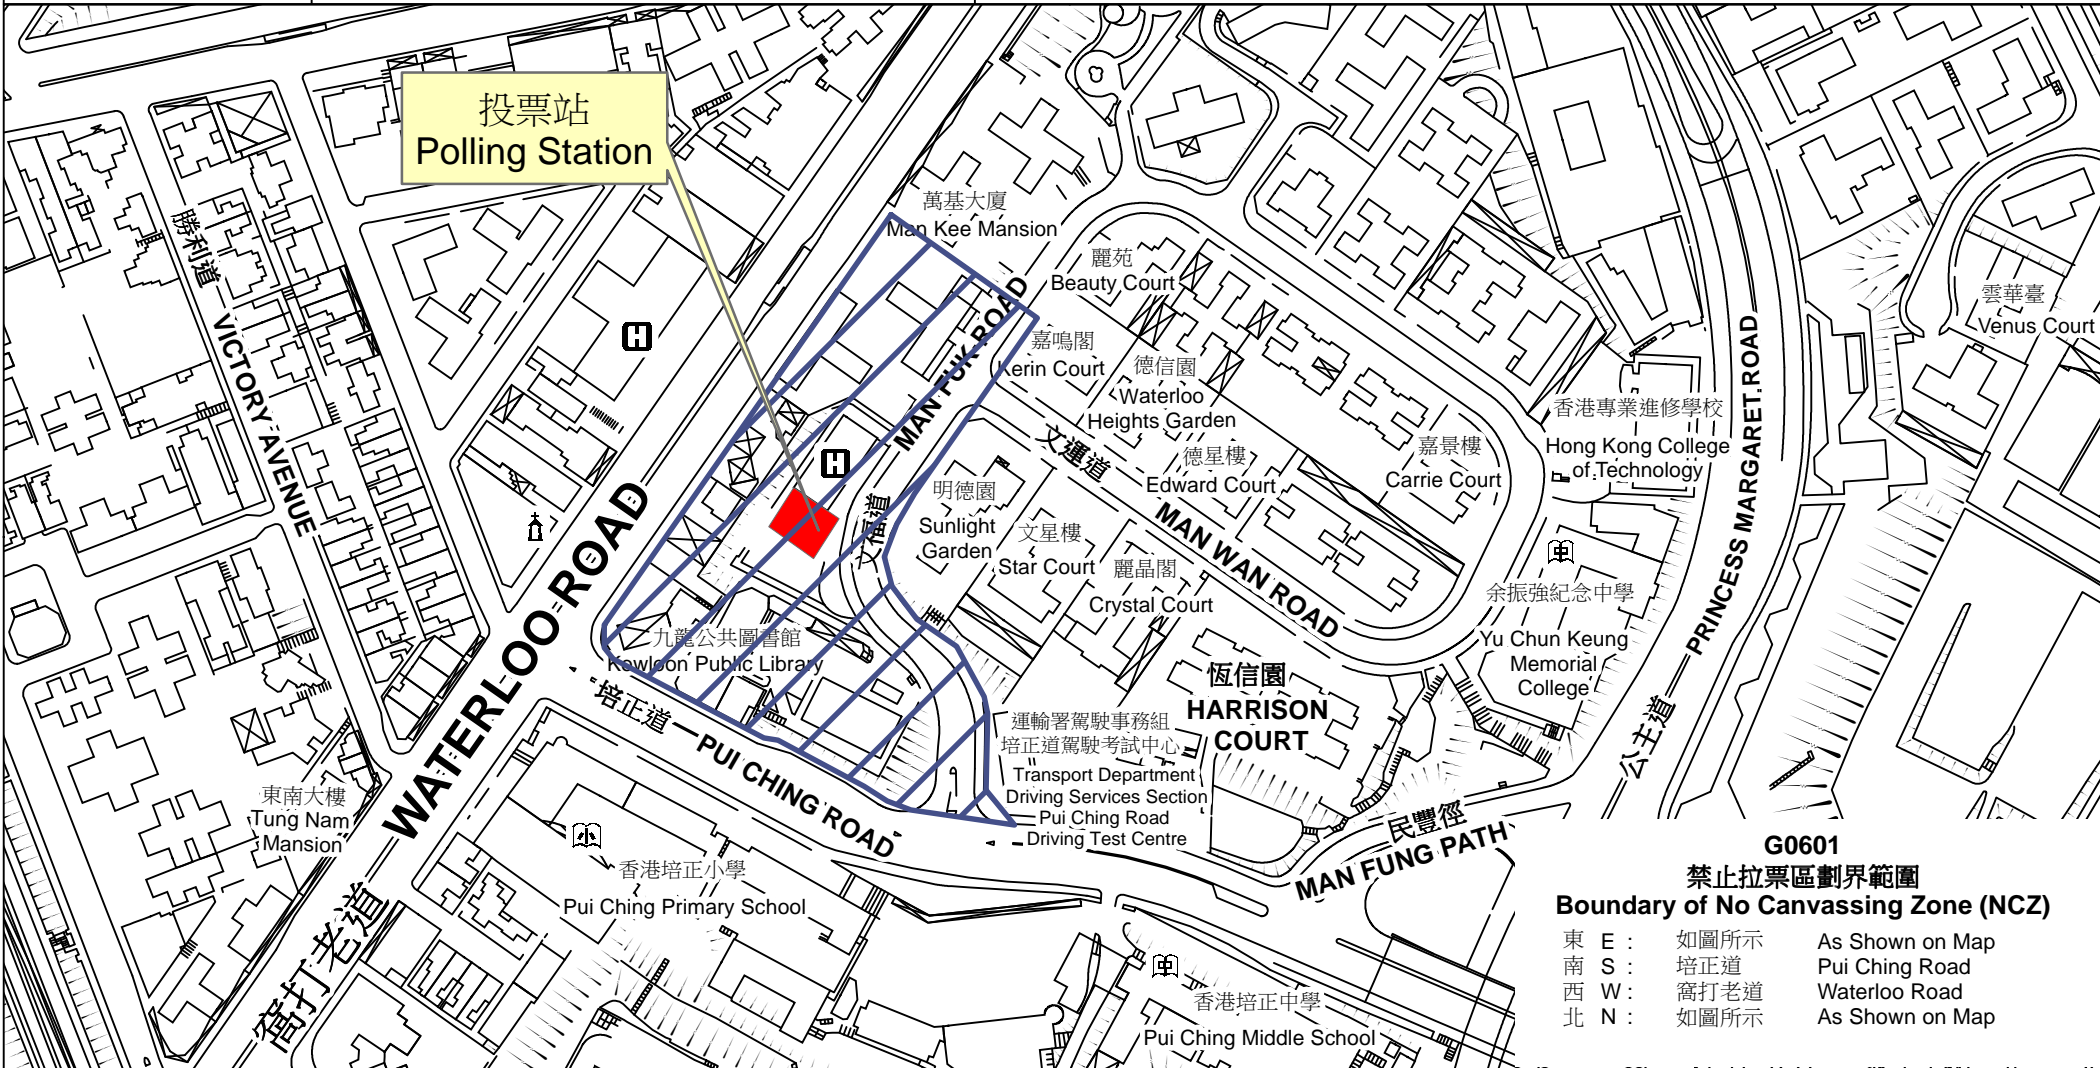 投票站
Polling Station
萬基大廈
Man Kee Mansion
勝利道
VICTORY AVENUE
麗苑
Beauty Court
雲華臺
Venus Court
嘉鳴閣
Kerin Court
MAN FUK ROAD
文福道
德信園
Waterloo
Heights Garden
文運道
MAN WAN ROAD
德星樓
Edward Court
嘉景樓
Carrie Court
香港專業進修學校
Hong Kong College
of Technology
PRINCESS MARGARET ROAD
公主道
明德園
Sunlight
Garden
文星樓
Star Court
麗晶閣
Crystal Court
中
余振強紀念中學
Yu Chun Keung
Memorial
College
H
H
WATERLOO ROAD
窩打老道
九龍公共圖書館
Kowloon Public Library
培正道
PUI CHING ROAD
恆信園
HARRISON
COURT
運輸署駕駛事務組
培正道駕駛考試中心
Transport Department
Driving Services Section
Pui Ching Road
Driving Test Centre
東南大樓
Tung Nam
Mansion
小
香港培正小學
Pui Ching Primary School
民豐徑
MAN FUNG PATH
中
香港培正中學
Pui Ching Middle School
G0601
禁止拉票區劃界範圍
Boundary of No Canvassing Zone (NCZ)
東 E : 如圖所示 As Shown on Map
南 S : 培正道 Pui Ching Road
西 W : 窩打老道 Waterloo Road
北 N : 如圖所示 As Shown on Map